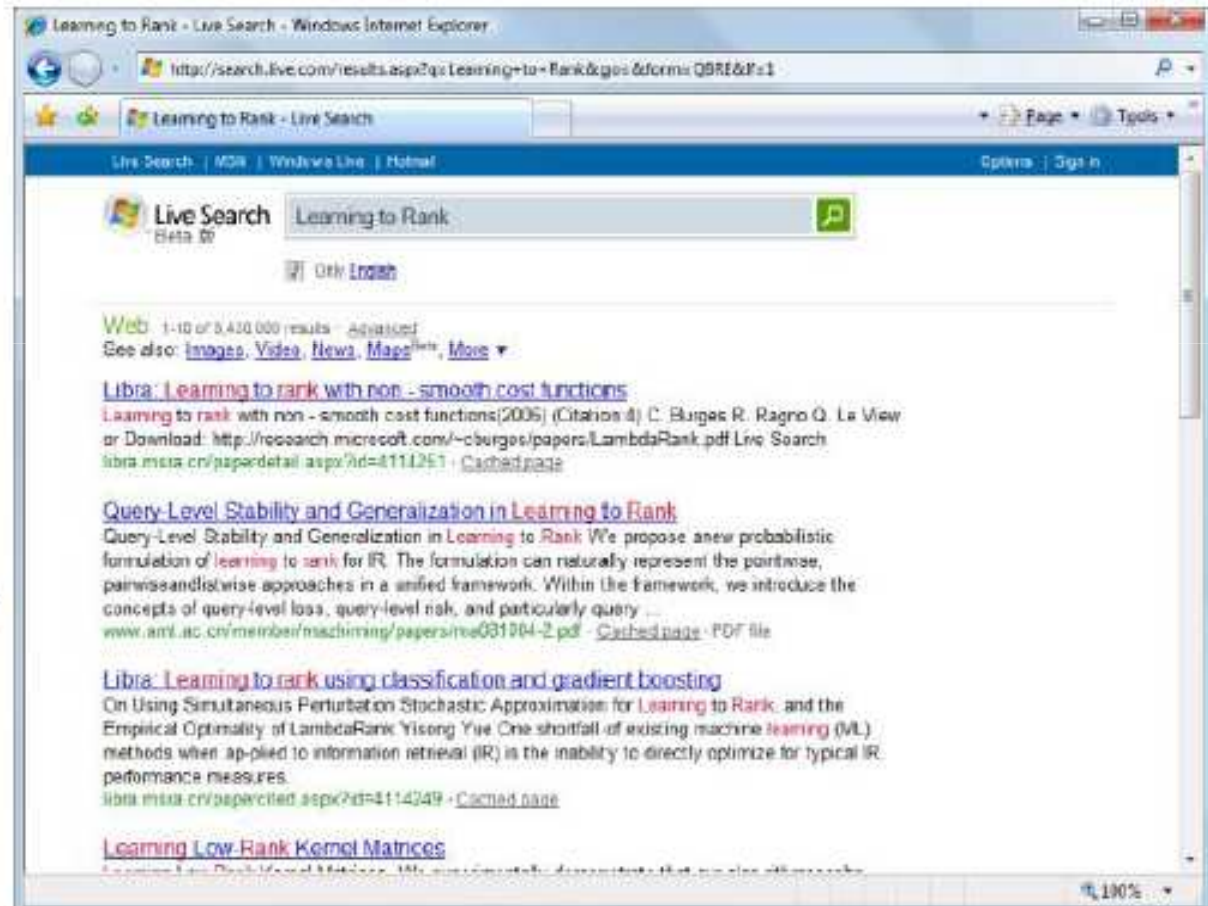 Learning to Rank - Live Search - Windows Internet Explorer
http://search.live.com/results.aspx?q=Learning+to+Rank&go=&form=QBRE&lf=1
Learning to Rank - Live Search
Page Tools
Live Search | MSN | Windows Live | Hotmail
Options | Sign in
Live Search
Beta
Learning to Rank
Only English
Web 1-10 of results · Advanced
See also: Images, Video, News, Maps Beta, More ▾
Libra: Learning to rank with non - smooth cost functions
Learning to rank with non - smooth cost functions(2006) (Citation 4) C. Burges R. Ragno Q. Le View
or Download: http://research.microsoft.com/~cburges/papers/LambdaRank.pdf Live Search
libra.msra.cn/paperdetail.aspx?id=4114251 · Cached page
Query-Level Stability and Generalization in Learning to Rank
Query-Level Stability and Generalization in Learning to Rank We propose anew probabilistic
formulation of learning to rank for IR. The formulation can naturally represent the pointwise,
pairwiseandlistwise approaches in a unified framework. Within the framework, we introduce the
concepts of query-level loss, query-level risk, and particularly query ...
www.amt.ac.cn/member/mazhiming/papers/ma081004-2.pdf · Cached page · PDF file
Libra: Learning to rank using classification and gradient boosting
On Using Simultaneous Perturbation Stochastic Approximation for Learning to Rank, and the
Empirical Optimality of LambdaRank Yisong Yue One shortfall of existing machine learning (ML)
methods when ap-plied to information retrieval (IR) is the inability to directly optimize for typical IR
performance measures.
libra.msra.cn/papercited.aspx?id=4114249 · Cached page
Learning Low-Rank Kernel Matrices
100%